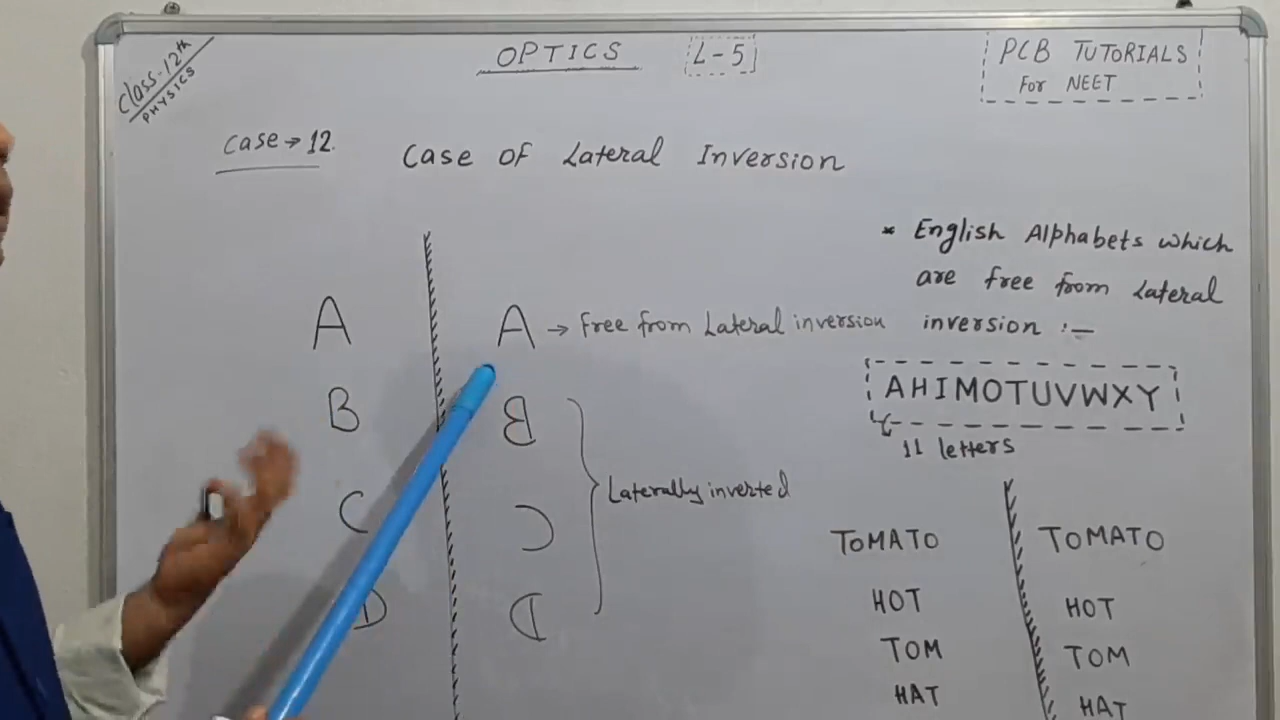 Class-12th
PHYSICS
OPTICS
L-5
PCB TUTORIALS
For NEET
Case → 12.
Case OF Lateral Inversion
* English Alphabets which
are free from Lateral
inversion :-
A
A → Free from Lateral inversion
B
B
C
C
D
D
Laterally inverted
AHIMOTUVWXY
11 letters
TOMATO
TOMATO
HOT
HOT
TOM
TOM
HAT
HAT